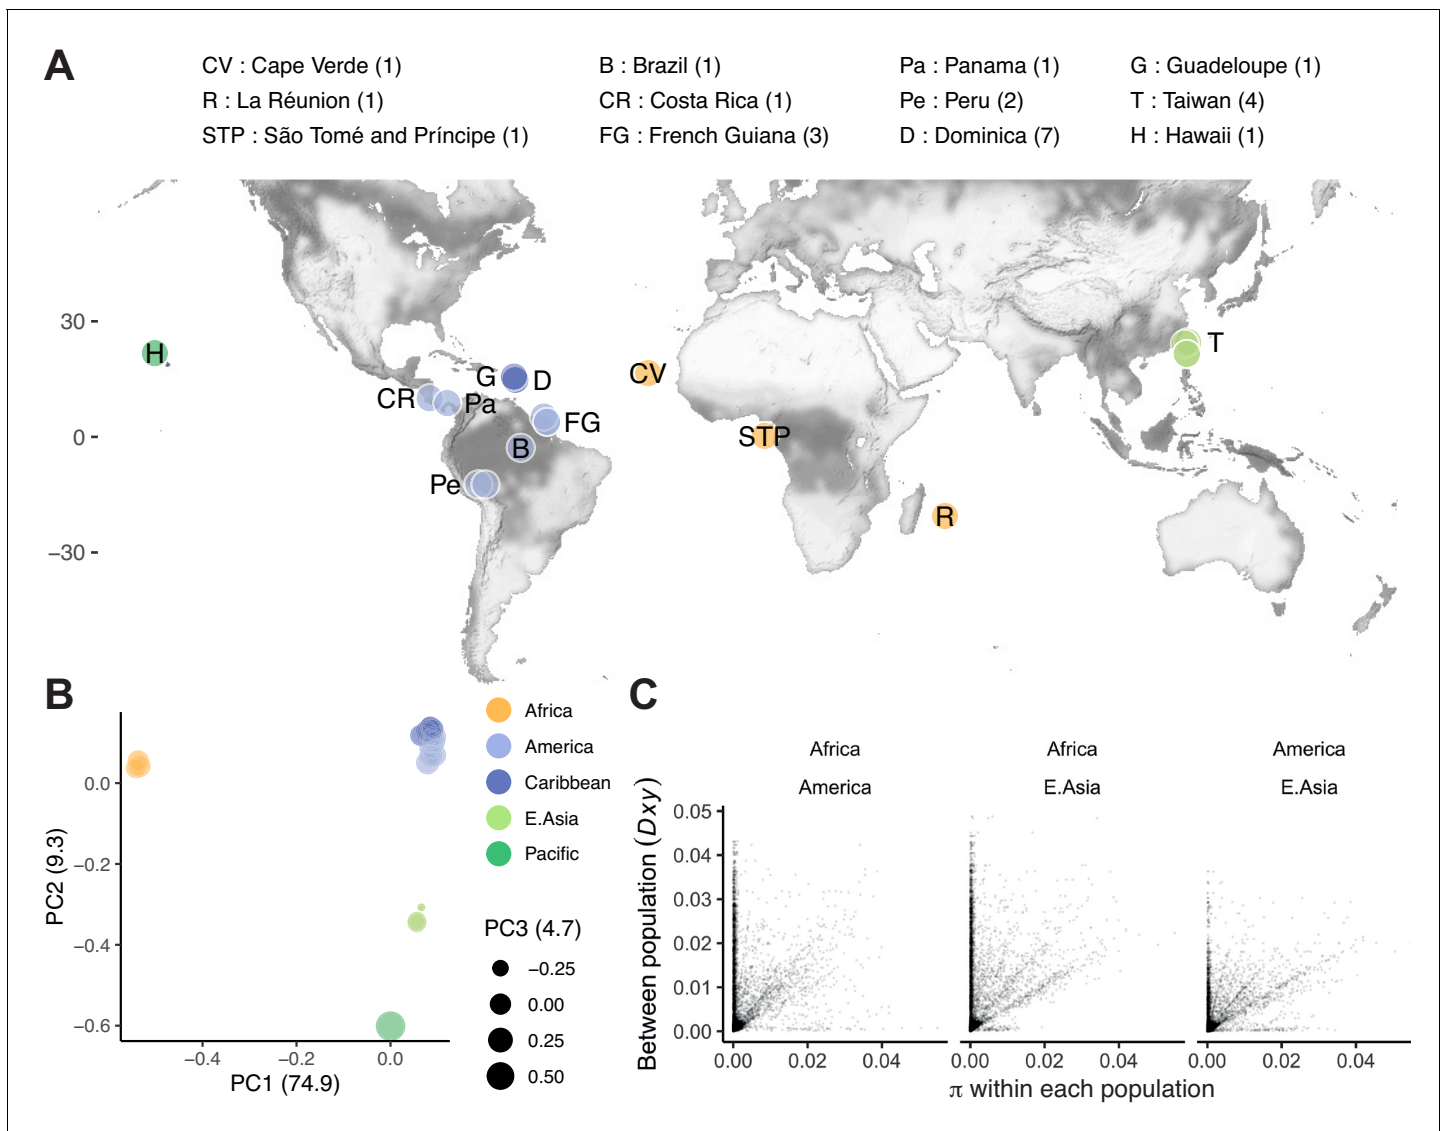 A
CV : Cape Verde (1)
B : Brazil (1)
Pa : Panama (1)
G : Guadeloupe (1)
R : La Réunion (1)
CR : Costa Rica (1)
Pe : Peru (2)
T : Taiwan (4)
STP : São Tomé and Príncipe (1)
FG : French Guiana (3)
D : Dominica (7)
H : Hawaii (1)
30
0
−30
H
G
D
CR
Pa
FG
B
Pe
CV
STP
R
T
B
0.0
−0.2
−0.4
−0.6
PC2 (9.3)
−0.4
−0.2
0.0
PC1 (74.9)
Africa
America
Caribbean
E.Asia
Pacific
PC3 (4.7)
−0.25
0.00
0.25
0.50
C
Africa
America
Africa
E.Asia
America
E.Asia
Between population (Dxy)
0.05
0.04
0.03
0.02
0.01
0.00
0.00 0.02 0.04
0.00 0.02 0.04
0.00 0.02 0.04
π within each population